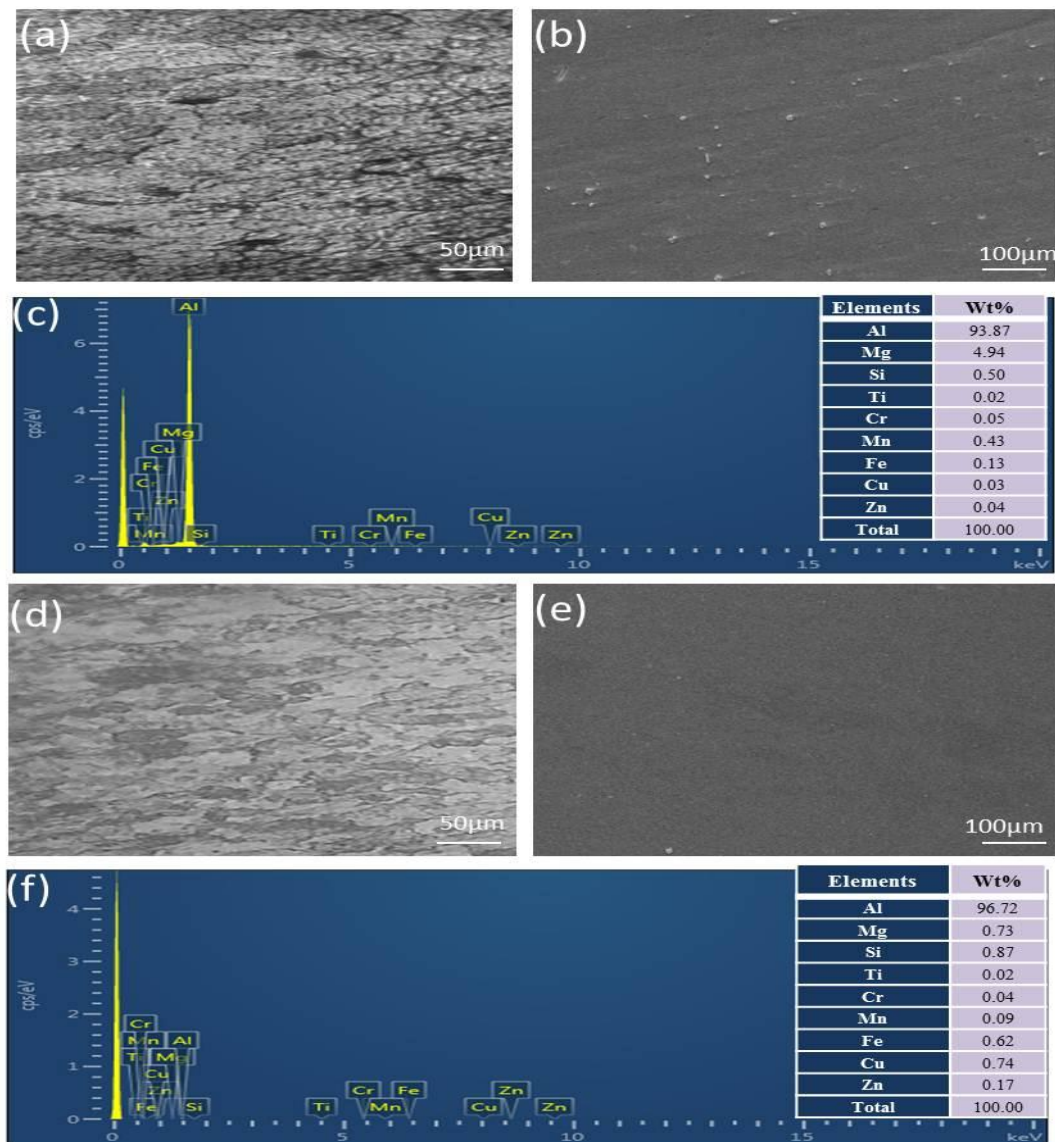 (a)
50µm
(b)
100µm
(c)
cps/eV
6
4
2
0
Al
Mg
Cu
Fe
Cr
Zn
Ti
Mn
Si
Ti
Cr
Mn
Fe
Cu
Zn
Zn
0
5
10
15
keV
Elements Wt%
Al 93.87
Mg 4.94
Si 0.50
Ti 0.02
Cr 0.05
Mn 0.43
Fe 0.13
Cu 0.03
Zn 0.04
Total 100.00
(d)
50µm
(e)
100µm
(f)
cps/eV
4
3
2
1
0
Cr
Mn Al
Ti Mg
Cu
Zn
Fe Si
Ti
Cr
Mn
Fe
Cu
Zn
Zn
0
5
10
15
keV
Elements Wt%
Al 96.72
Mg 0.73
Si 0.87
Ti 0.02
Cr 0.04
Mn 0.09
Fe 0.62
Cu 0.74
Zn 0.17
Total 100.00